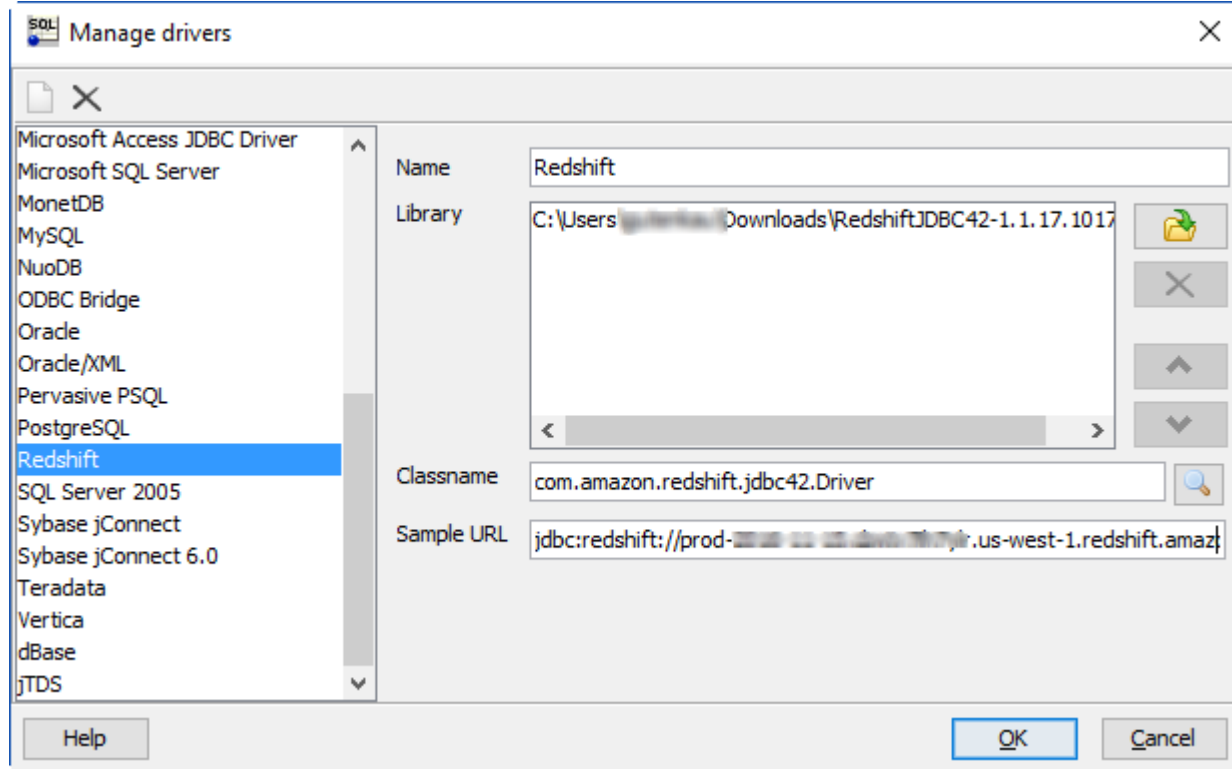 SQL Manage drivers
Microsoft Access JDBC Driver
Microsoft SQL Server
MonetDB
MySQL
NuoDB
ODBC Bridge
Oracle
Oracle/XML
Pervasive PSQL
PostgreSQL
Redshift
SQL Server 2005
Sybase jConnect
Sybase jConnect 6.0
Teradata
Vertica
dBase
jTDS
Name Redshift
Library C:\Users Downloads\RedshiftJDBC42-1.1.17.1017
Classname com.amazon.redshift.jdbc42.Driver
Sample URL jdbc:redshift://prod- .us-west-1.redshift.amaz
Help OK Cancel